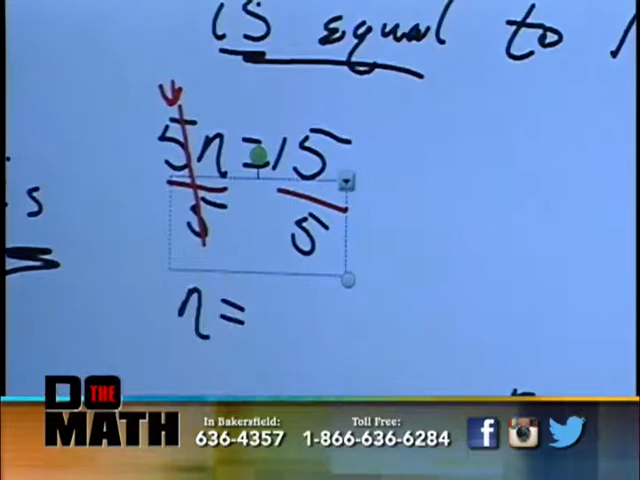 is equal to
5n = 15
5 5
n =
s
DO THE MATH
In Bakersfield:
636-4357
Toll Free:
1-866-636-6284
f